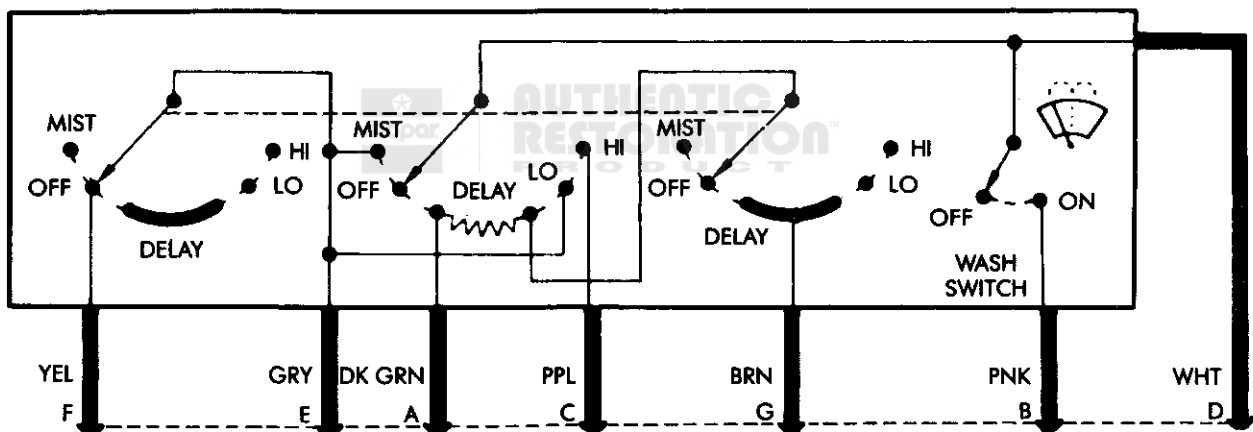 AUTHENTIC
RESTORATION™
PRODUCT
MIST
OFF
DELAY
HI
LO
MIST
OFF
DELAY
LO
HI
MIST
OFF
DELAY
HI
LO
OFF
ON
WASH
SWITCH
YEL
GRY
DK GRN
PPL
BRN
PNK
WHT
F
E
A
C
G
B
D